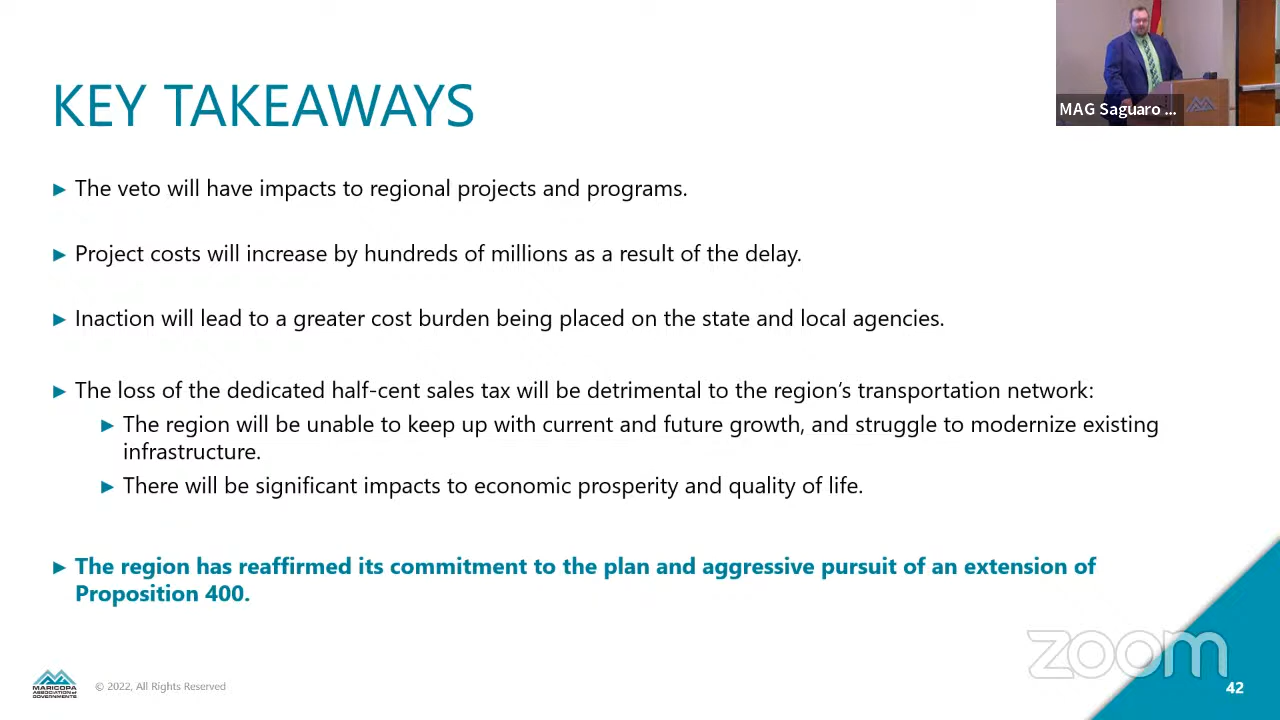 MAG Saguaro ...
KEY TAKEAWAYS
► The veto will have impacts to regional projects and programs.
► Project costs will increase by hundreds of millions as a result of the delay.
► Inaction will lead to a greater cost burden being placed on the state and local agencies.
► The loss of the dedicated half-cent sales tax will be detrimental to the region’s transportation network:
► The region will be unable to keep up with current and future growth, and struggle to modernize existing
infrastructure.
► There will be significant impacts to economic prosperity and quality of life.
► The region has reaffirmed its commitment to the plan and aggressive pursuit of an extension of
Proposition 400.
zoom
MARICOPA
ASSOCIATION of
GOVERNMENTS
© 2022, All Rights Reserved
42